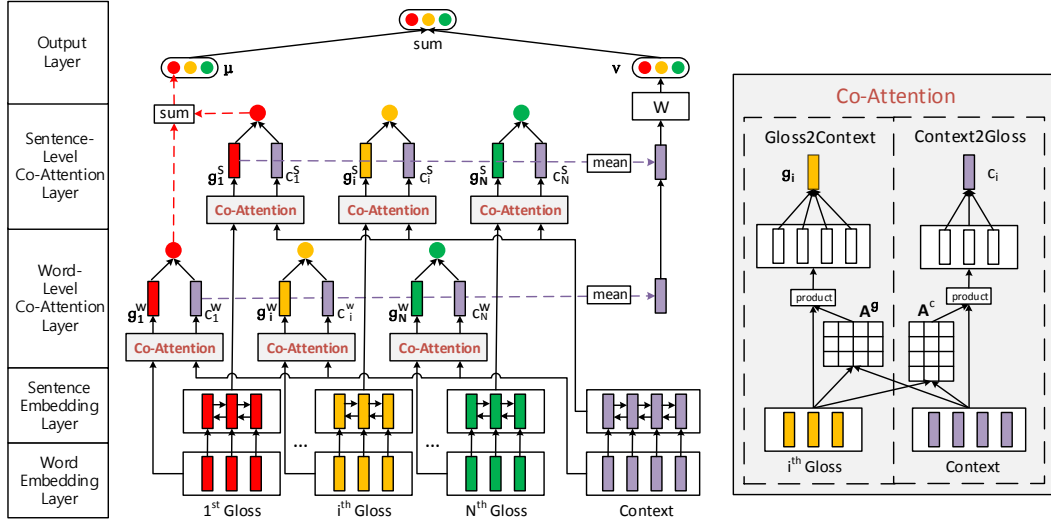 Output
Layer
sum
μ
ν
sum
W
Sentence-
Level
Co-Attention
Layer
g₁ˢ
c₁ˢ
gᵢˢ
cᵢˢ
g_Nˢ
c_Nˢ
mean
Co-Attention
Co-Attention
Co-Attention
Word-
Level
Co-Attention
Layer
g₁ʷ
c₁ʷ
gᵢʷ
cᵢʷ
g_Nʷ
c_Nʷ
mean
Co-Attention
Co-Attention
Co-Attention
Sentence
Embedding
Layer
...
...
Word
Embedding
Layer
1ˢᵗ Gloss
iᵗʰ Gloss
Nᵗʰ Gloss
Context
Co-Attention
Gloss2Context
Context2Gloss
gᵢ
cᵢ
product
product
Aᵍ
Aᶜ
iᵗʰ Gloss
Context